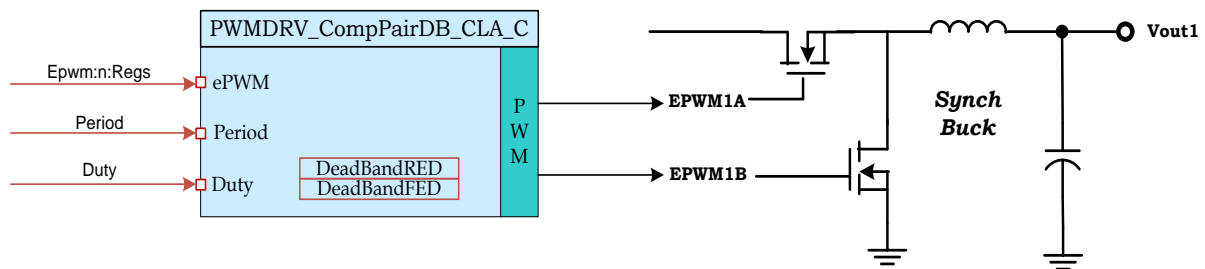 PWMDRV_CompPairDB_CLA_C
Epwm:n:Regs
ePWM
Period
Period
Duty
Duty
DeadBandRED
DeadBandFED
P
W
M
EPWM1A
EPWM1B
Synch
Buck
Vout1